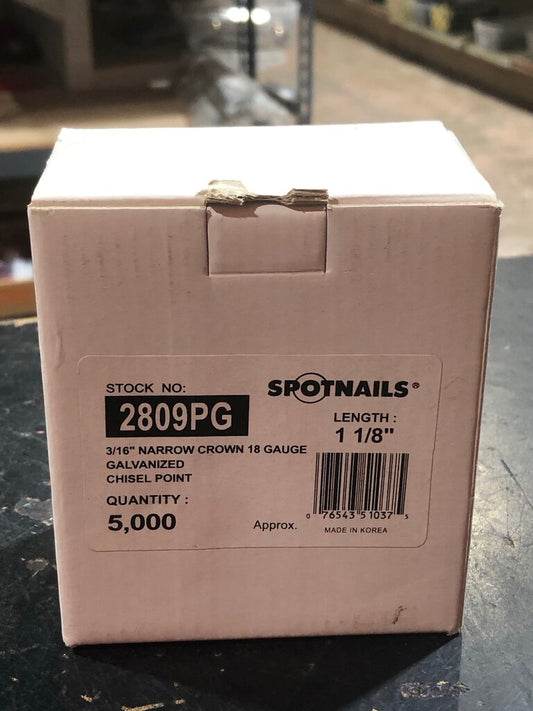 STOCK NO:
2809PG
3/16" NARROW CROWN 18 GAUGE
GALVANIZED
CHISEL POINT
QUANTITY :
5,000
Approx.
SPOTNAILS®
LENGTH :
1 1/8"
0 76543 51037 5
MADE IN KOREA